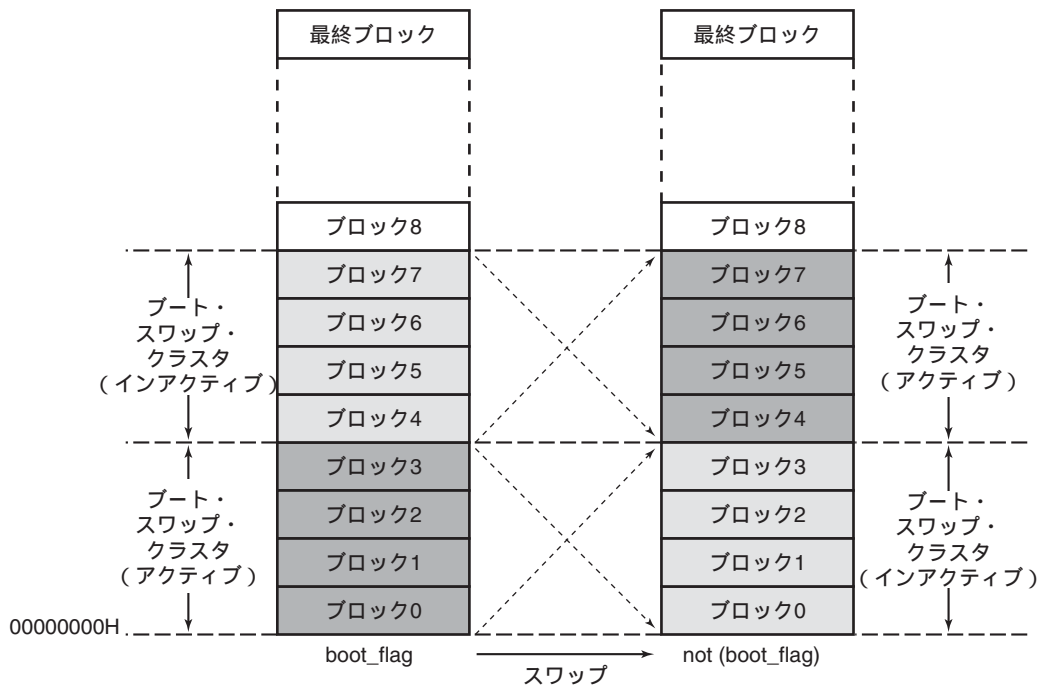 最終ブロック
最終ブロック
ブロック8
ブロック7
ブロック6
ブロック5
ブロック4
ブロック3
ブロック2
ブロック1
ブロック0
ブロック8
ブロック7
ブロック6
ブロック5
ブロック4
ブロック3
ブロック2
ブロック1
ブロック0
ブート・
スワップ・
クラスタ
(インアクティブ)
ブート・
スワップ・
クラスタ
(アクティブ)
ブート・
スワップ・
クラスタ
(アクティブ)
ブート・
スワップ・
クラスタ
(インアクティブ)
00000000H
boot_flag
スワップ
not (boot_flag)